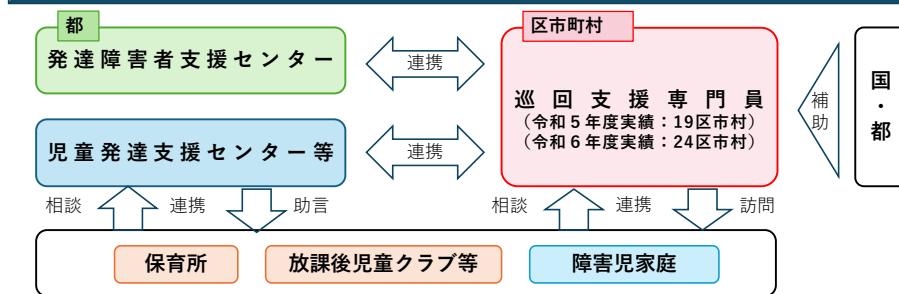 都
発達障害者支援センター
連携
区市町村
巡回支援専門員
（令和５年度実績：19区市村）
（令和６年度実績：24区市村）
補助
国・都
児童発達支援センター等
連携
相談
連携
助言
相談
連携
訪問
保育所
放課後児童クラブ等
障害児家庭